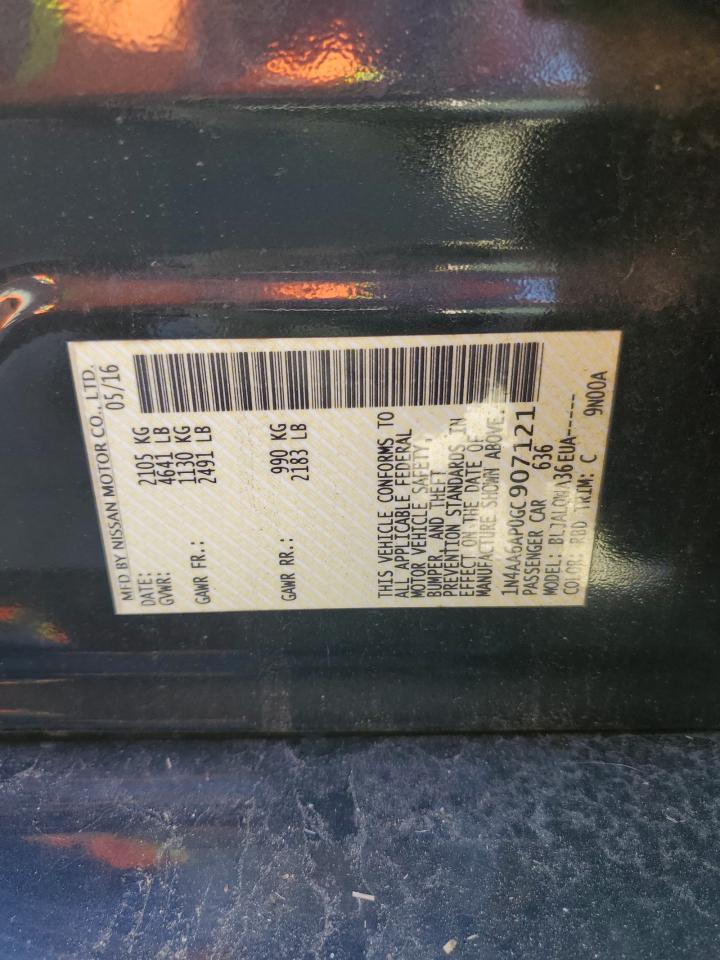 MFD BY NISSAN MOTOR CO., LTD.
DATE: 05/16
GVWR: 2105 KG
4641 LB
GAWR FR.: 1130 KG
2491 LB
GAWR RR.: 990 KG
2183 LB
THIS VEHICLE CONFORMS TO
ALL APPLICABLE FEDERAL
MOTOR VEHICLE SAFETY,
BUMPER, AND THEFT
PREVENTION STANDARDS IN
EFFECT ON THE DATE OF
MANUFACTURE SHOWN ABOVE.
1N4AA6AP0GC907121
PASSENGER CAR 636
MODEL: EUA-----
COLOR: RBD TRIM: C 9N00A